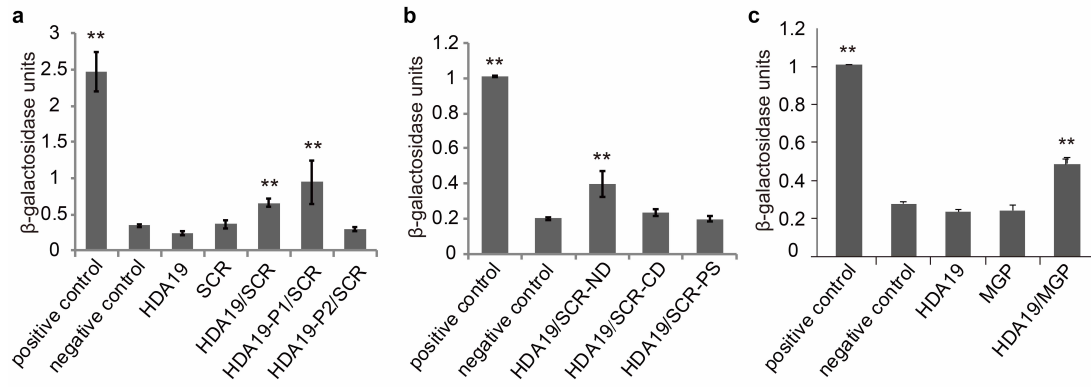 a
β-galactosidase units
3
2.5
2
1.5
1
0.5
0
**
**
**
positive control
negative control
HDA19
SCR
HDA19/SCR
HDA19-P1/SCR
HDA19-P2/SCR
b
β-galactosidase units
1.2
1
0.8
0.6
0.4
0.2
0
**
**
positive control
negative control
HDA19/SCR-ND
HDA19/SCR-CD
HDA19/SCR-PS
c
β-galactosidase units
1.2
1
0.8
0.6
0.4
0.2
0
**
**
positive control
negative control
HDA19
MGP
HDA19/MGP